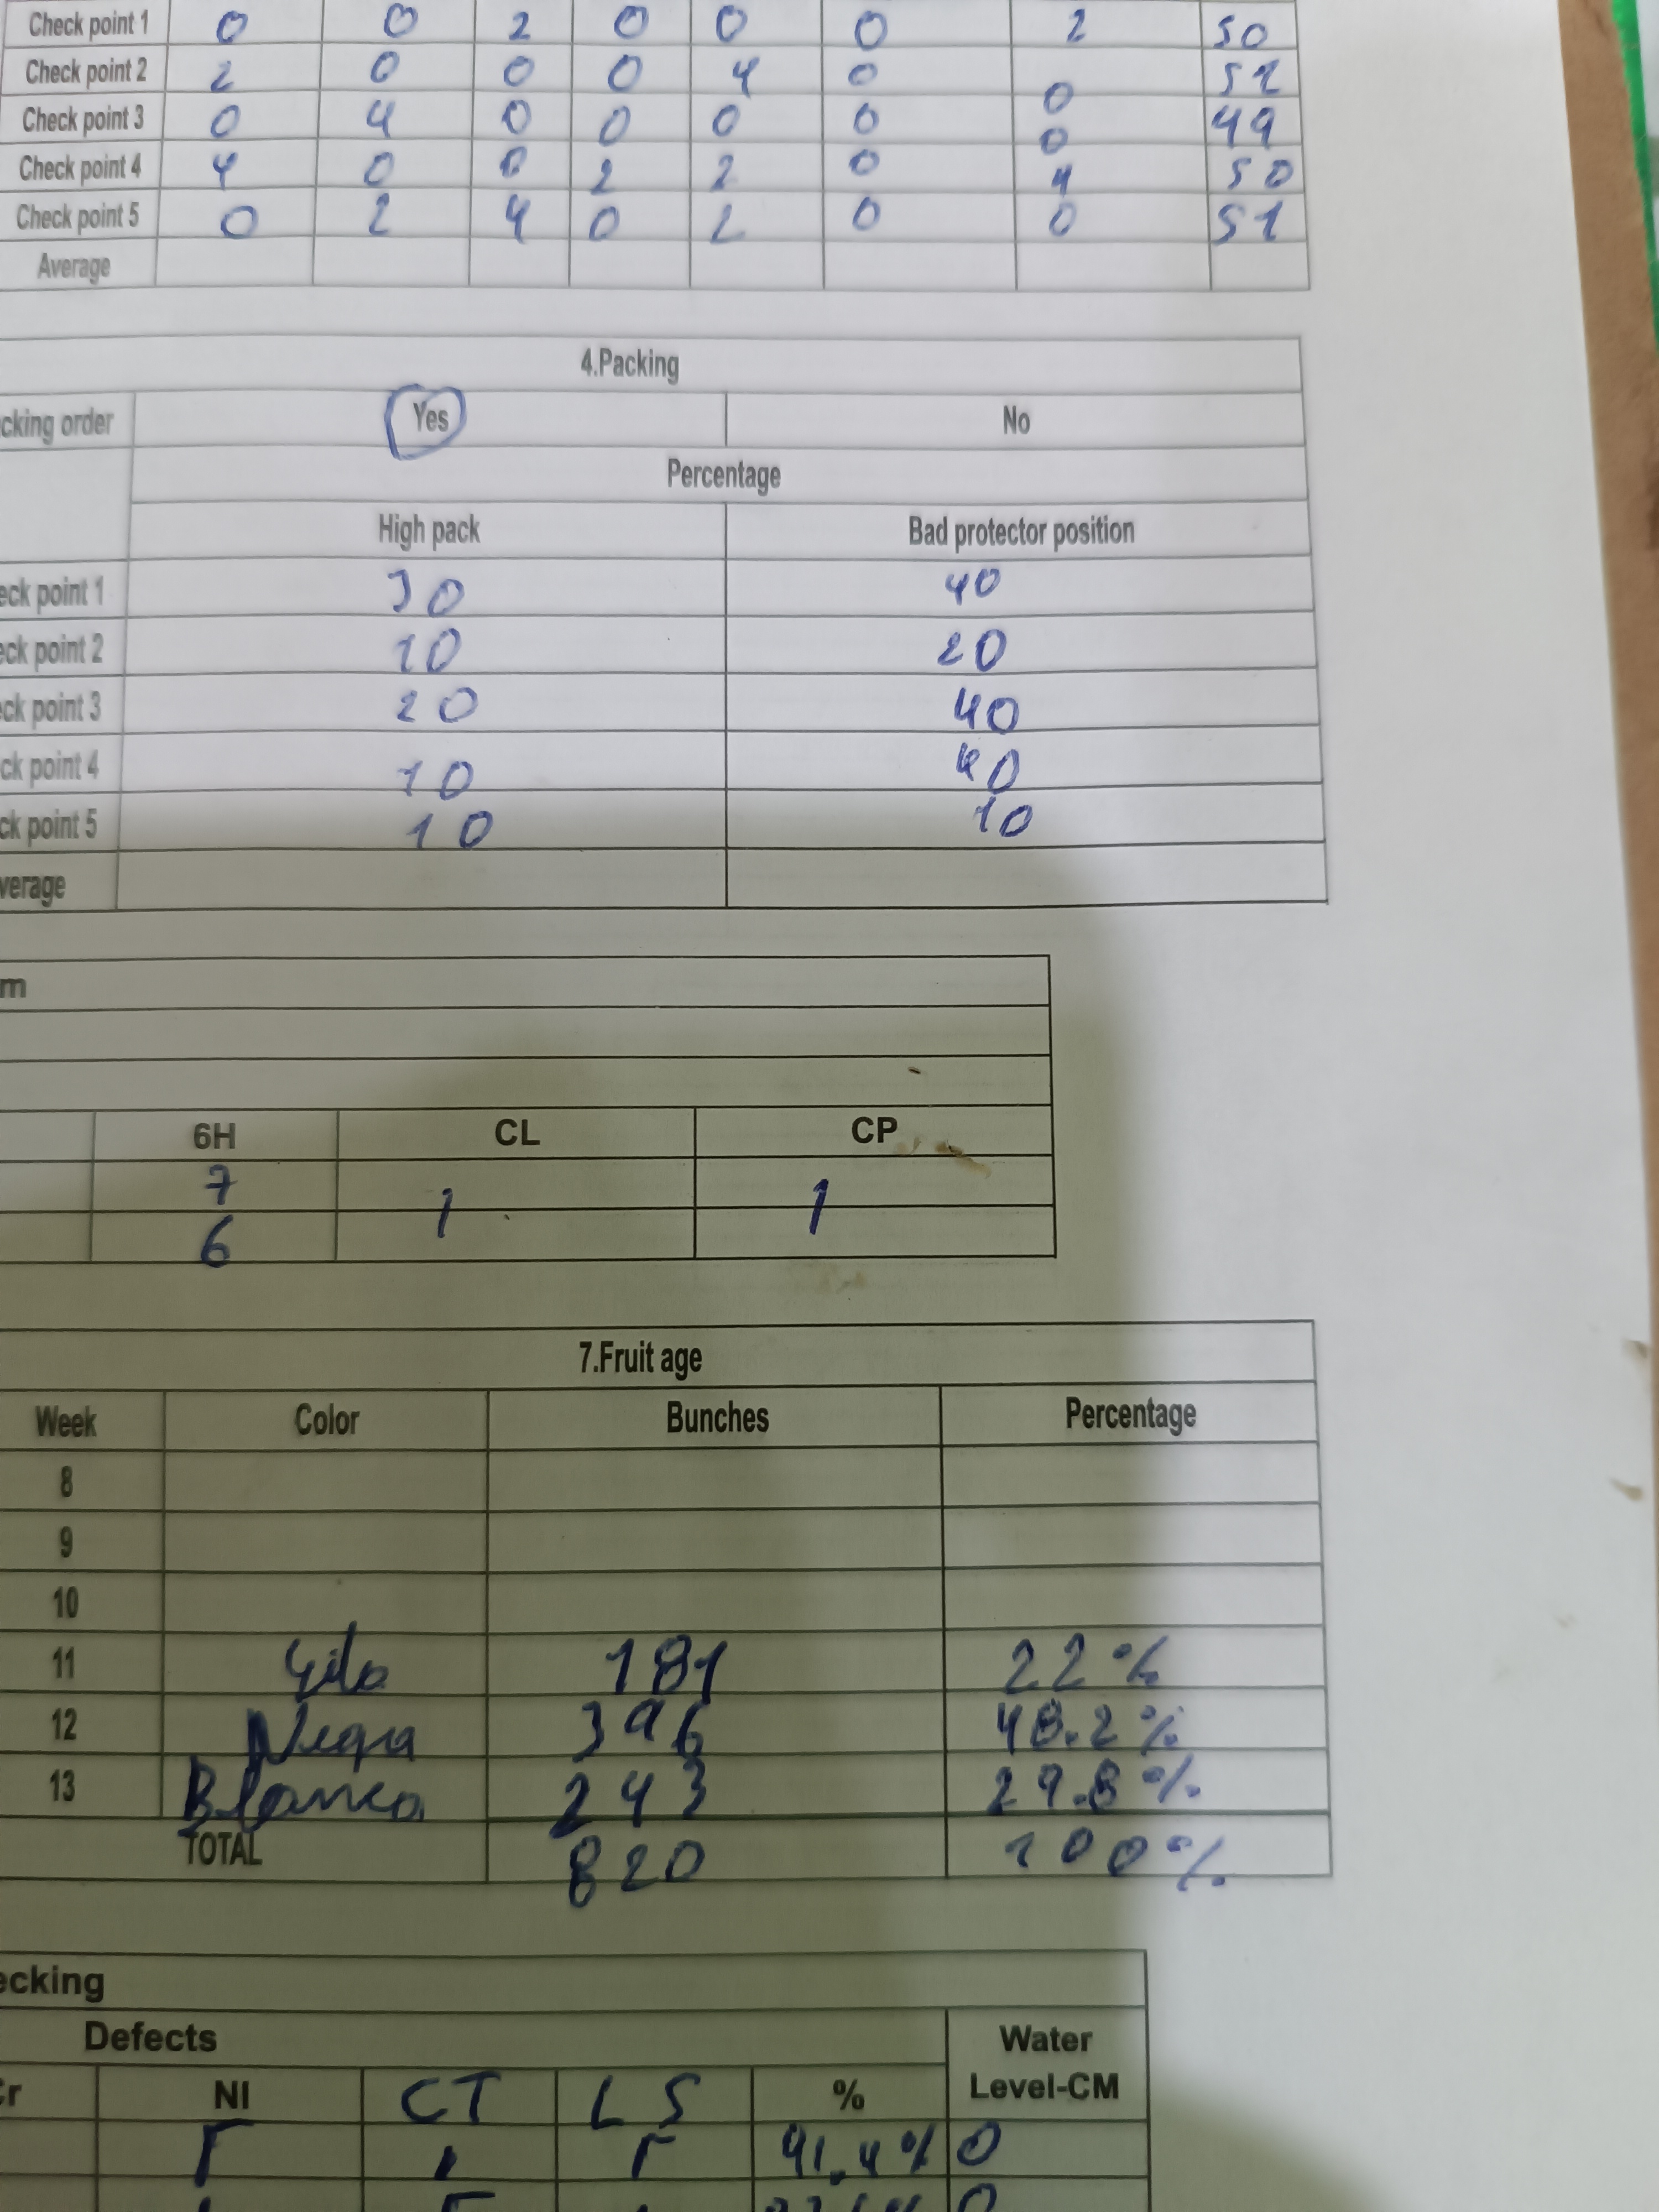 Check point 1 0 0 2 0 0 0 2 50
Check point 2 2 0 0 0 4 0 0 51
Check point 3 0 4 0 0 0 0 0 49
Check point 4 4 0 0 2 2 0 4 50
Check point 5 0 2 4 0 2 0 0 51
Average
4.Packing
cking order Yes No
Percentage
High pack Bad protector position
eck point 1 30 40
eck point 2 10 20
eck point 3 20 40
ck point 4 10 40
ck point 5 10 10
verage
m
6H CL CP
7
1 1
6
7.Fruit age
Week Color Bunches Percentage
8
9
10
11 181 22%
12 Negra 396 48.2%
13 Blanca 243 29.8%
TOTAL 820 100%
ecking
Defects Water
Level-CM
Cr NI CT LS %
91.4% 0
0